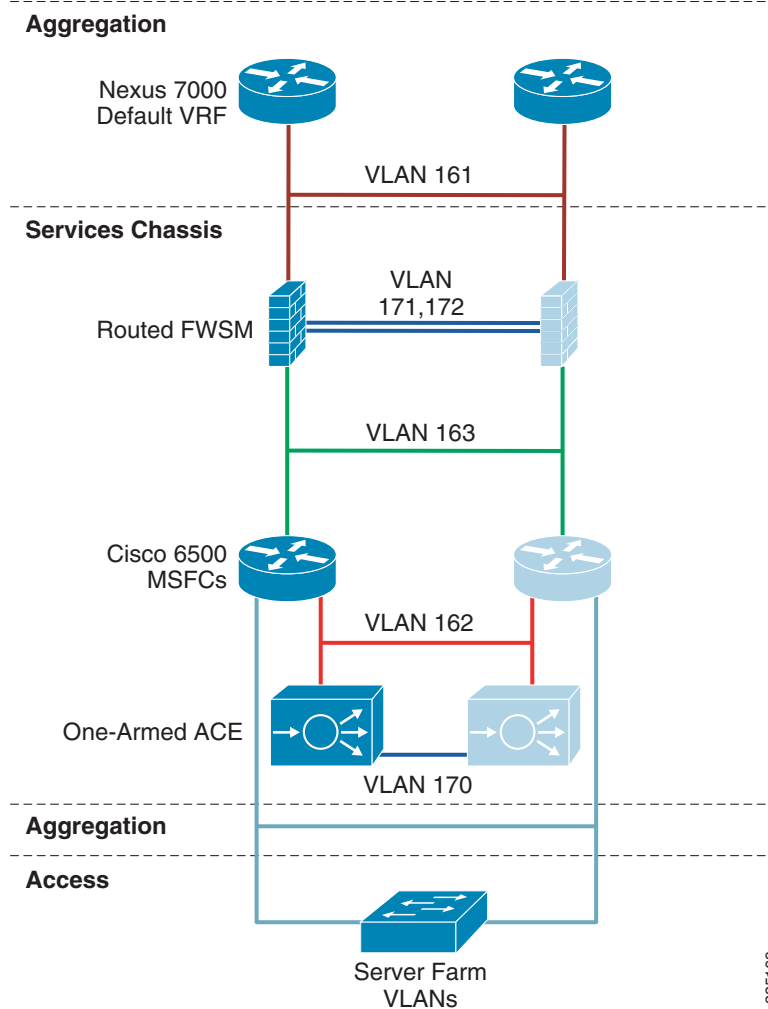 Aggregation
Nexus 7000
Default VRF
VLAN 161
Services Chassis
VLAN
171,172
Routed FWSM
VLAN 163
Cisco 6500
MSFCs
VLAN 162
One-Armed ACE
VLAN 170
Aggregation
Access
Server Farm
VLANs